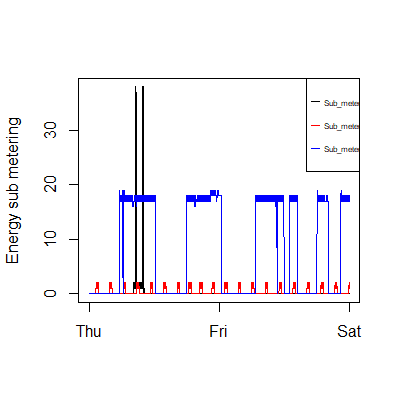 Energy sub metering
30
20
10
0
Sub_meter
Sub_meter
Sub_meter
Thu Fri Sat